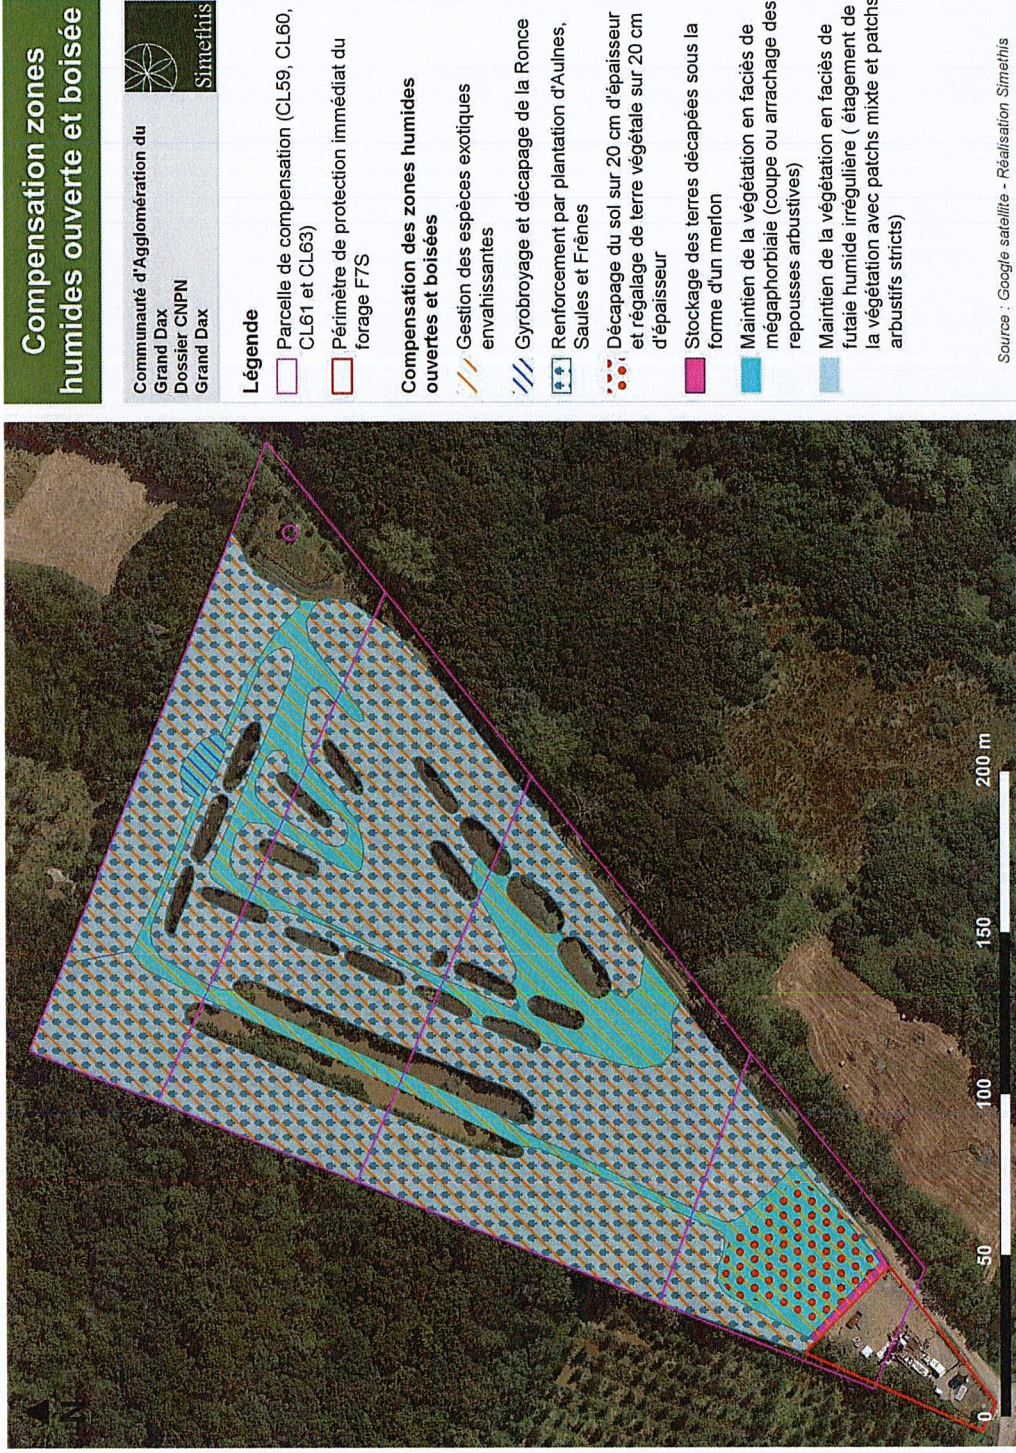 Compensation zones
humides ouverte et boisée
Communauté d'Agglomération du
Grand Dax
Dossier CNPN
Grand Dax
Simethis
Légende
Parcelle de compensation (CL59, CL60,
CL61 et CL63)
Périmètre de protection immédiat du
forage F7S
Compensation des zones humides
ouvertes et boisées
Gestion des espèces exotiques
envahissantes
Gyrobroyage et décapage de la Ronce
Renforcement par plantation d'Aulnes,
Saules et Frênes
Décapage du sol sur 20 cm d'épaisseur
et régalage de terre végétale sur 20 cm
d'épaisseur
Stockage des terres décapées sous la
forme d'un merlon
Maintien de la végétation en faciès de
mégaphorbiaie (coupe ou arrachage des
repousses arbustives)
Maintien de la végétation en faciès de
futaie humide irrégulière ( étagement de
la végétation avec patchs mixte et patchs
arbustifs stricts)
Source : Google satellite - Réalisation Simethis
N
0
50
100
150
200 m